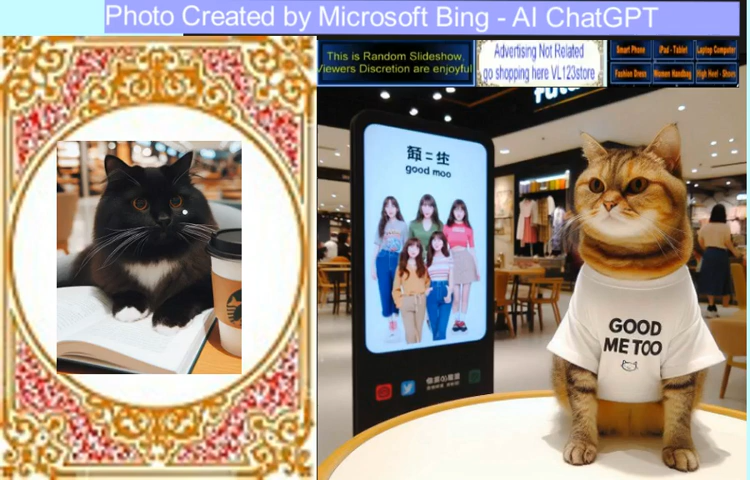 Photo Created by Microsoft Bing - AI ChatGPT
This is Random Slideshow
Viewers Discretion are enjoyful
Advertising Not Related
go shopping here VL123store
Smart Phone
iPad - Tablet
Laptop Computer
Fashion Dress
Woman Handbag
High Heel - Shoes
good moo
GOOD
ME TOO